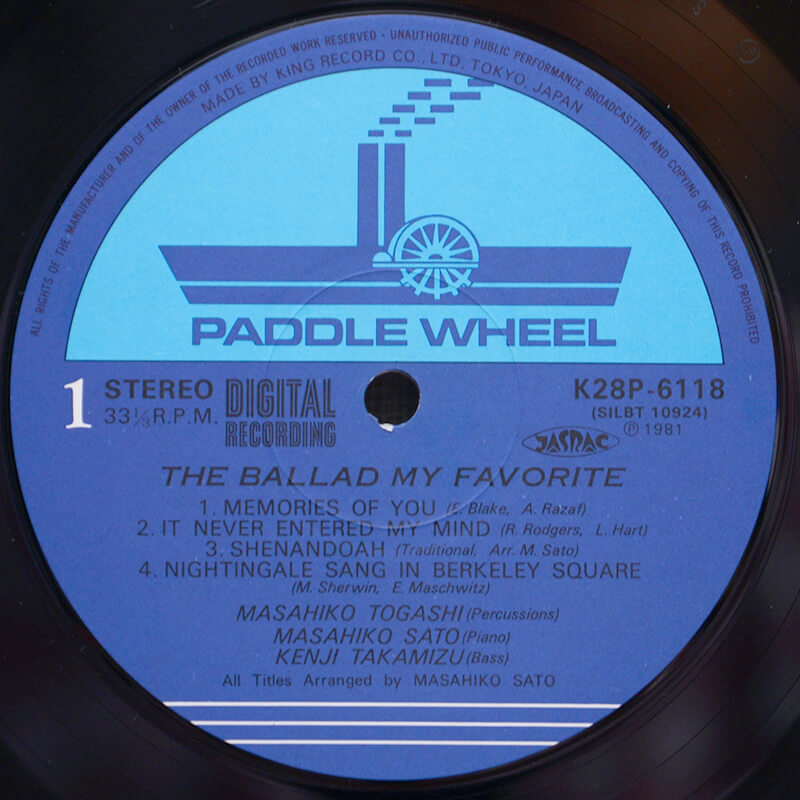 ALL RIGHTS OF THE MANUFACTURER AND OF THE OWNER OF THE RECORDED WORK RESERVED - UNAUTHORIZED PUBLIC PERFORMANCE BROADCASTING AND COPYING OF THIS RECORD PROHIBITED
MADE BY KING RECORD CO., LTD. TOKYO, JAPAN
PADDLE WHEEL
1 STEREO DIGITAL K28P-6118
33⅓ R.P.M. RECORDING (SILBT 10924)
℗ 1981
JASRAC
THE BALLAD MY FAVORITE
1. MEMORIES OF YOU (E. Blake, A. Razaf)
2. IT NEVER ENTERED MY MIND (R. Rodgers, L. Hart)
3. SHENANDOAH (Traditional, Arr. M. Sato)
4. NIGHTINGALE SANG IN BERKELEY SQUARE
(M. Sherwin, E. Maschwitz)
MASAHIKO TOGASHI (Percussions)
MASAHIKO SATO (Piano)
KENJI TAKAMIZU (Bass)
All Titles Arranged by MASAHIKO SATO